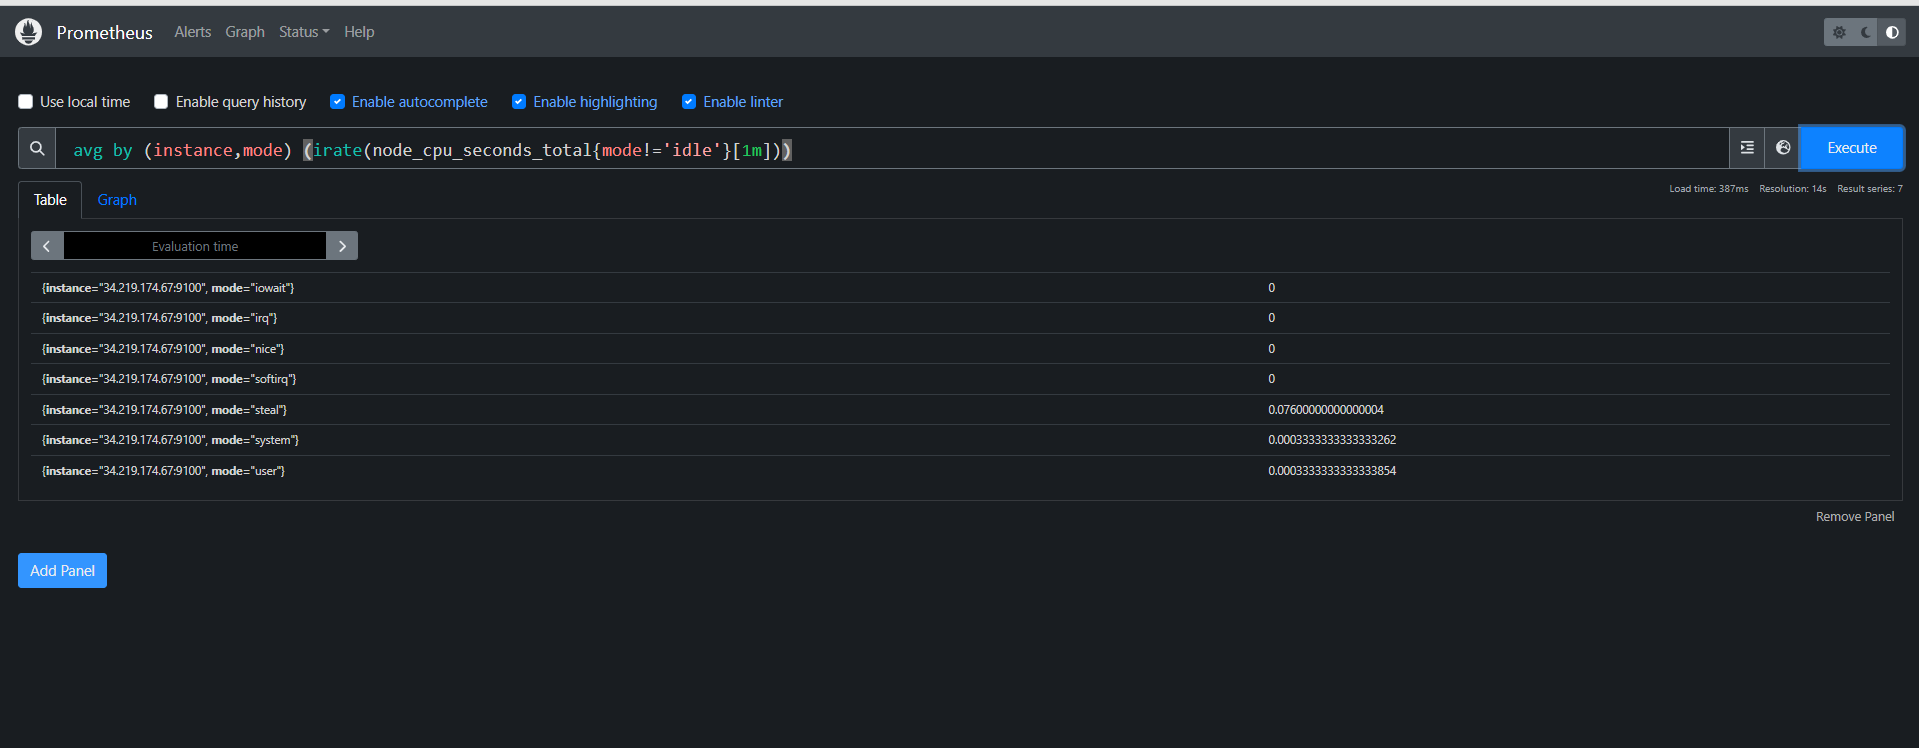 Prometheus Alerts Graph Status Help
Use local time Enable query history Enable autocomplete Enable highlighting Enable linter
avg by (instance,mode) (irate(node_cpu_seconds_total{mode!='idle'}[1m]))
Execute
Table Graph
Load time: 387ms Resolution: 14s Result series: 7
Evaluation time
{instance="34.219.174.67:9100", mode="iowait"} 0
{instance="34.219.174.67:9100", mode="irq"} 0
{instance="34.219.174.67:9100", mode="nice"} 0
{instance="34.219.174.67:9100", mode="softirq"} 0
{instance="34.219.174.67:9100", mode="steal"} 0.07600000000000004
{instance="34.219.174.67:9100", mode="system"} 0.0003333333333333262
{instance="34.219.174.67:9100", mode="user"} 0.0003333333333333854
Remove Panel
Add Panel